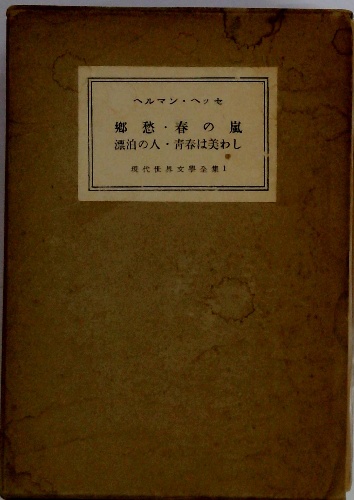 ヘルマン・ヘッセ
郷愁・春の嵐
漂泊の人・青春は美わし
現代世界文學全集1